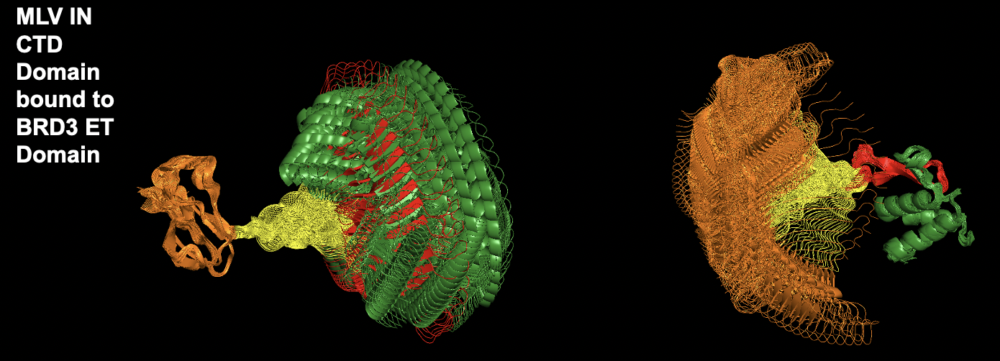 MLV IN
CTD
Domain
bound to
BRD3 ET
Domain